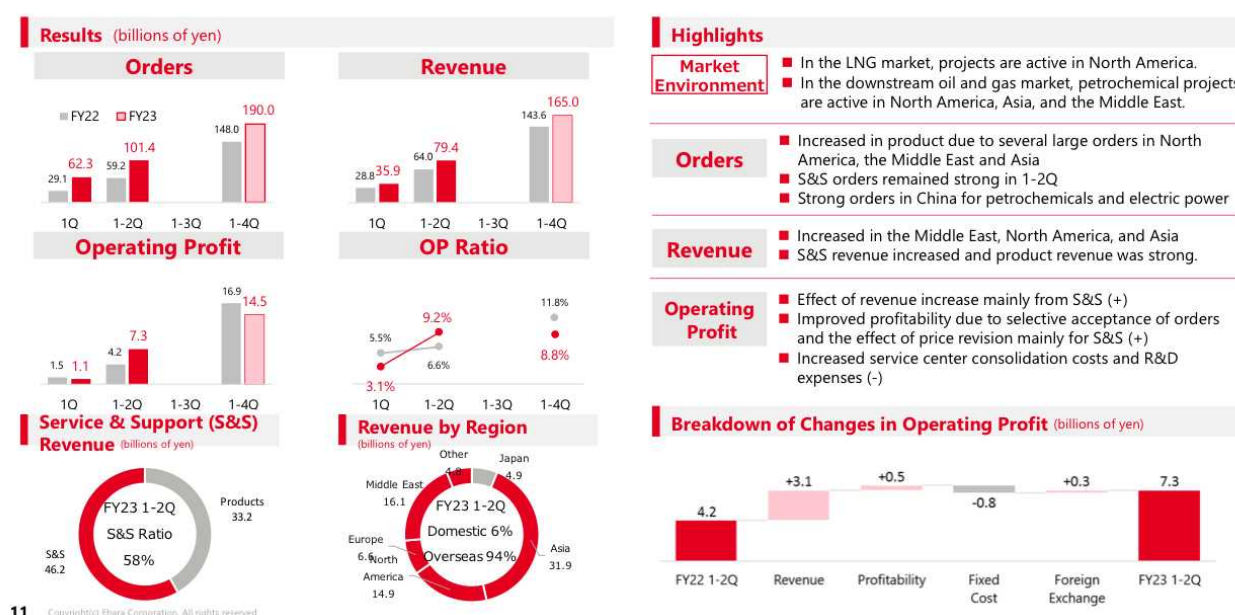 Results (billions of yen)
Orders
FY22 FY23
29.1 62.3 59.2 101.4 148.0 190.0
1Q 1-2Q 1-3Q 1-4Q
Revenue
28.8 35.9 64.0 79.4 143.6 165.0
1Q 1-2Q 1-3Q 1-4Q
Operating Profit
1.5 1.1 4.2 7.3 16.9 14.5
1Q 1-2Q 1-3Q 1-4Q
OP Ratio
5.5% 3.1% 9.2% 6.6% 11.8% 8.8%
1Q 1-2Q 1-3Q 1-4Q
Service & Support (S&S)
Revenue (billions of yen)
FY23 1-2Q
S&S Ratio
58%
Products
33.2
S&S
46.2
Revenue by Region
(billions of yen)
Other
4.8
Japan
4.9
Middle East
16.1
FY23 1-2Q
Domestic 6%
Overseas 94%
Europe
6.6
North
America
14.9
Asia
31.9
Highlights
Market
Environment
■ In the LNG market, projects are active in North America.
■ In the downstream oil and gas market, petrochemical projects
are active in North America, Asia, and the Middle East.
Orders
■ Increased in product due to several large orders in North
America, the Middle East and Asia
■ S&S orders remained strong in 1-2Q
■ Strong orders in China for petrochemicals and electric power
Revenue
■ Increased in the Middle East, North America, and Asia
■ S&S revenue increased and product revenue was strong.
Operating
Profit
■ Effect of revenue increase mainly from S&S (+)
■ Improved profitability due to selective acceptance of orders
and the effect of price revision mainly for S&S (+)
■ Increased service center consolidation costs and R&D
expenses (-)
Breakdown of Changes in Operating Profit (billions of yen)
4.2 +3.1 +0.5 -0.8 +0.3 7.3
FY22 1-2Q Revenue Profitability Fixed
Cost Foreign
Exchange FY23 1-2Q
11 Copyright(c) Ebara Corporation. All rights reserved